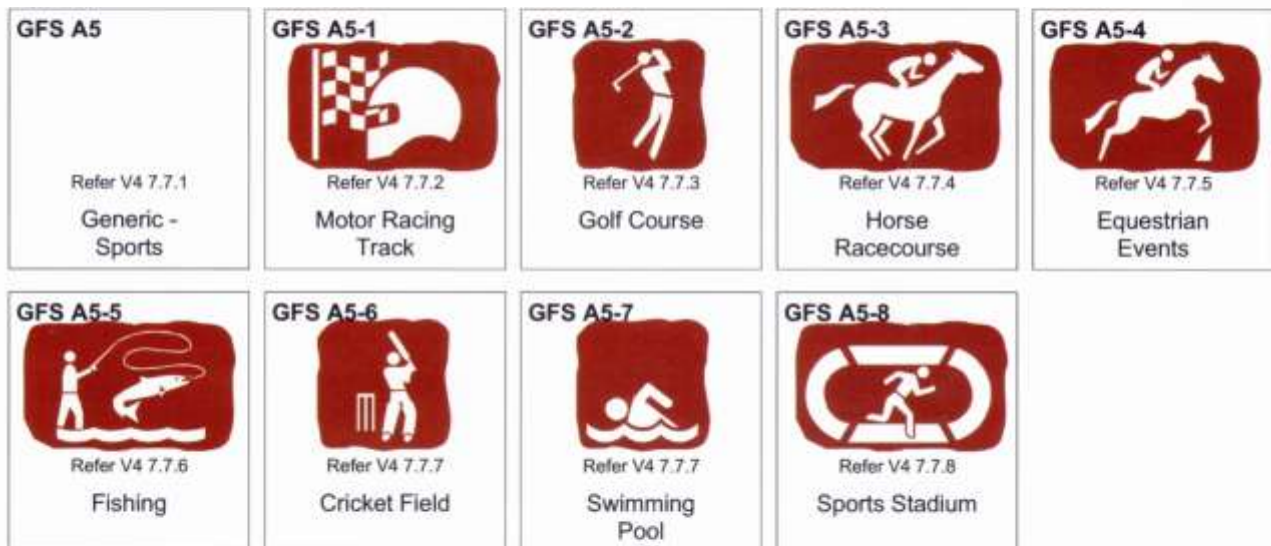 GFS A5
Refer V4 7.7.1
Generic -
Sports
GFS A5-1
Refer V4 7.7.2
Motor Racing
Track
GFS A5-2
Refer V4 7.7.3
Golf Course
GFS A5-3
Refer V4 7.7.4
Horse
Racecourse
GFS A5-4
Refer V4 7.7.5
Equestrian
Events
GFS A5-5
Refer V4 7.7.6
Fishing
GFS A5-6
Refer V4 7.7.7
Cricket Field
GFS A5-7
Refer V4 7.7.7
Swimming
Pool
GFS A5-8
Refer V4 7.7.8
Sports Stadium